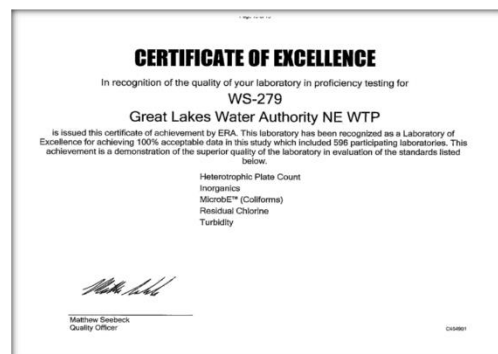 CERTIFICATE OF EXCELLENCE
In recognition of the quality of your laboratory in proficiency testing for
WS-279
Great Lakes Water Authority NE WTP
is issued this certificate of achievement by ERA. This laboratory has been recognized as a Laboratory of
Excellence for achieving 100% acceptable data in this study which included 596 participating laboratories. This
achievement is a demonstration of the superior quality of the laboratory in evaluation of the standards listed
below.
Heterotrophic Plate Count
Inorganics
MicrobE™ (Coliforms)
Residual Chlorine
Turbidity
Matthew Seebeck
Quality Officer